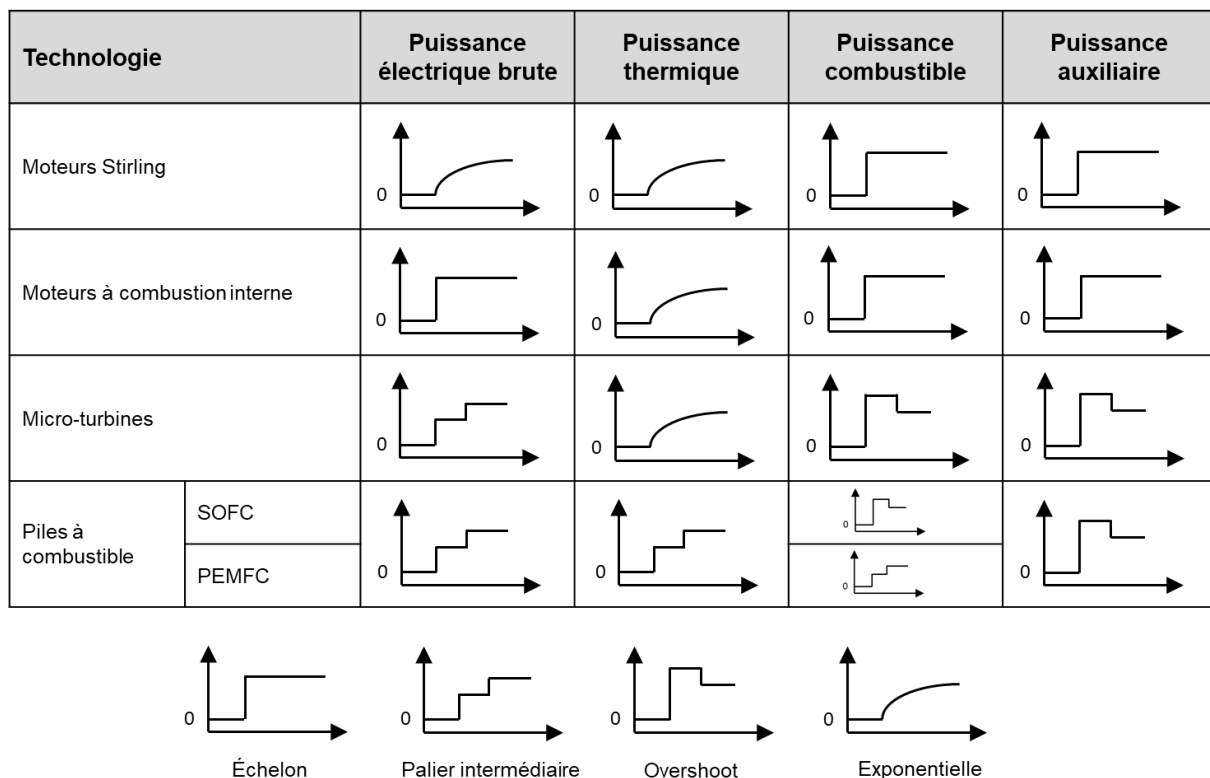 Technologie
Puissance
électrique brute
Puissance
thermique
Puissance
combustible
Puissance
auxiliaire
Moteurs Stirling
0
0
0
0
Moteurs à combustion interne
0
0
0
0
Micro-turbines
0
0
0
0
Piles à
combustible
SOFC
PEMFC
0
0
0
0
0
0
0
0
0
Échelon
Palier intermédiaire
Overshoot
Exponentielle